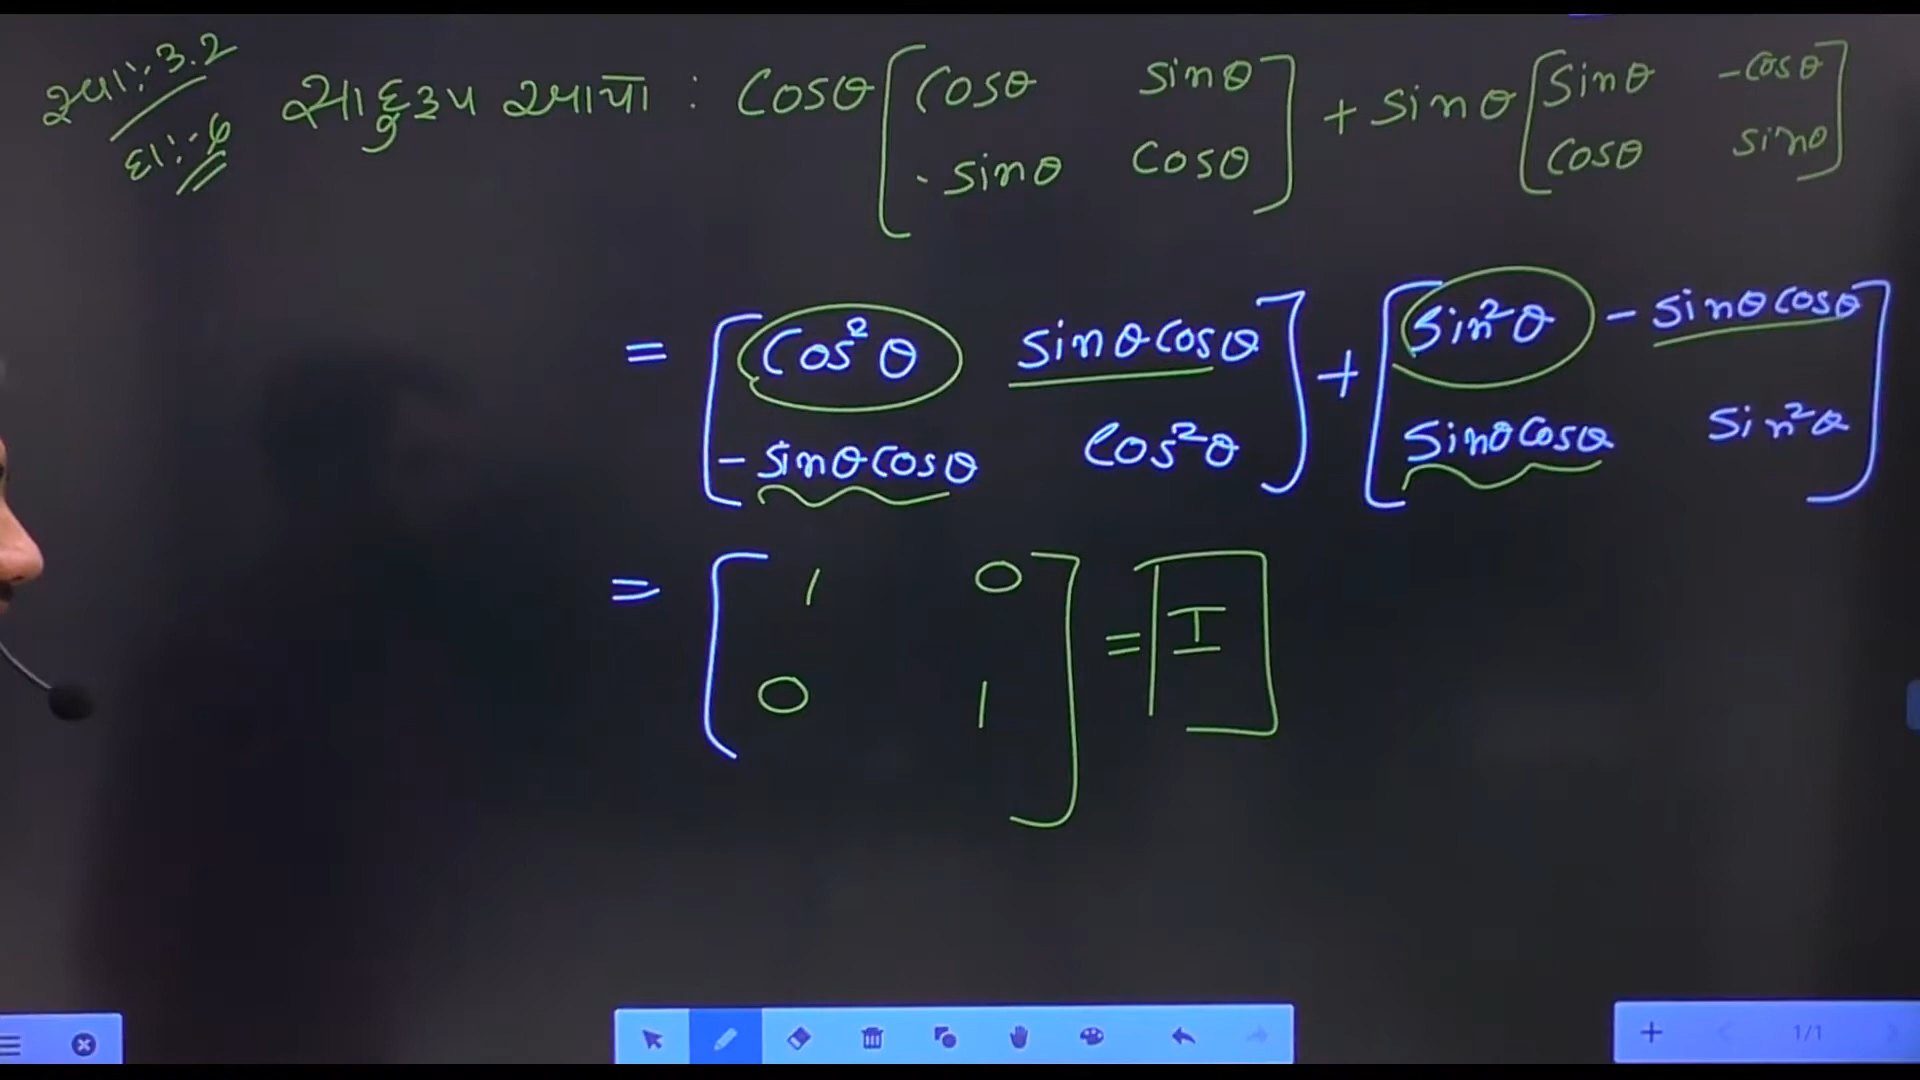 સ્વા:- 3.2
દા:- 6
સાદુંરૂપ આપો : Cosθ [ Cosθ sinθ ] + sinθ [ Sinθ -Cosθ ]
[ -sinθ Cosθ ] [ Cosθ sinθ ]
= [ Cos²θ sinθcosθ ] + [ Sin²θ -sinθcosθ ]
[ -sinθcosθ Cos²θ ] [ Sinθcosθ Sin²θ ]
= [ 1 0 ] = I
[ 0 1 ]
1/1